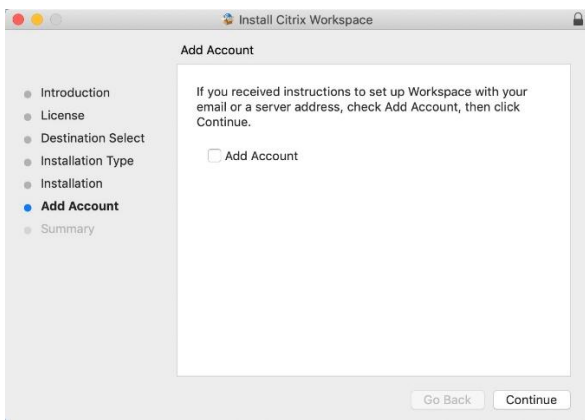 Install Citrix Workspace
Add Account
Introduction
License
Destination Select
Installation Type
Installation
Add Account
Summary
If you received instructions to set up Workspace with your
email or a server address, check Add Account, then click
Continue.
Add Account
Go Back
Continue